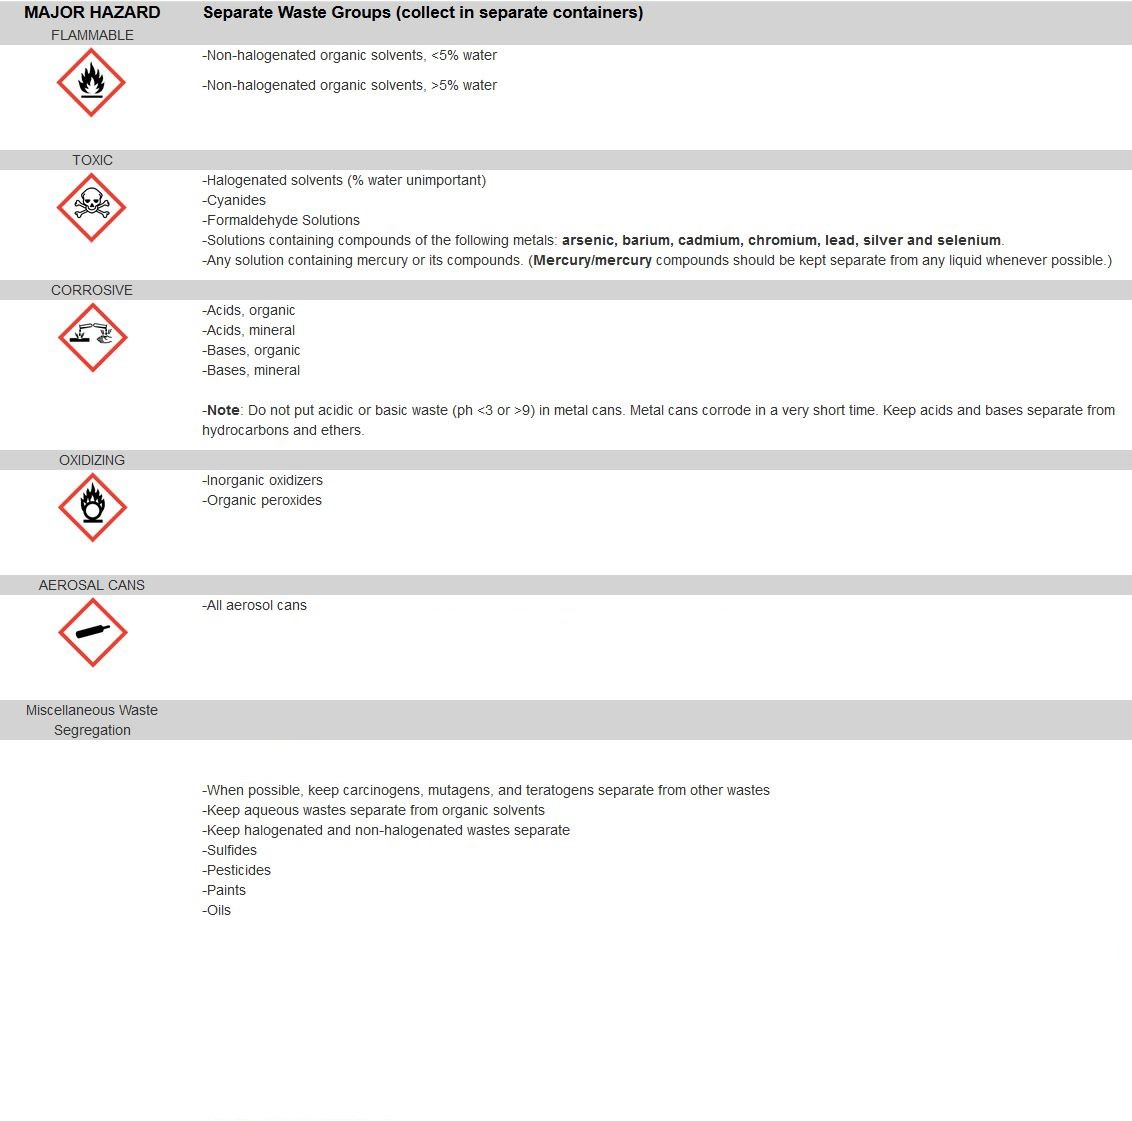 MAJOR HAZARD Separate Waste Groups (collect in separate containers)
FLAMMABLE
-Non-halogenated organic solvents, <5% water
-Non-halogenated organic solvents, >5% water
TOXIC
-Halogenated solvents (% water unimportant)
-Cyanides
-Formaldehyde Solutions
-Solutions containing compounds of the following metals: arsenic, barium, cadmium, chromium, lead, silver and selenium.
-Any solution containing mercury or its compounds. (Mercury/mercury compounds should be kept separate from any liquid whenever possible.)
CORROSIVE
-Acids, organic
-Acids, mineral
-Bases, organic
-Bases, mineral
-Note: Do not put acidic or basic waste (ph <3 or >9) in metal cans. Metal cans corrode in a very short time. Keep acids and bases separate from
hydrocarbons and ethers.
OXIDIZING
-Inorganic oxidizers
-Organic peroxides
AEROSAL CANS
-All aerosol cans
Miscellaneous Waste
Segregation
-When possible, keep carcinogens, mutagens, and teratogens separate from other wastes
-Keep aqueous wastes separate from organic solvents
-Keep halogenated and non-halogenated wastes separate
-Sulfides
-Pesticides
-Paints
-Oils